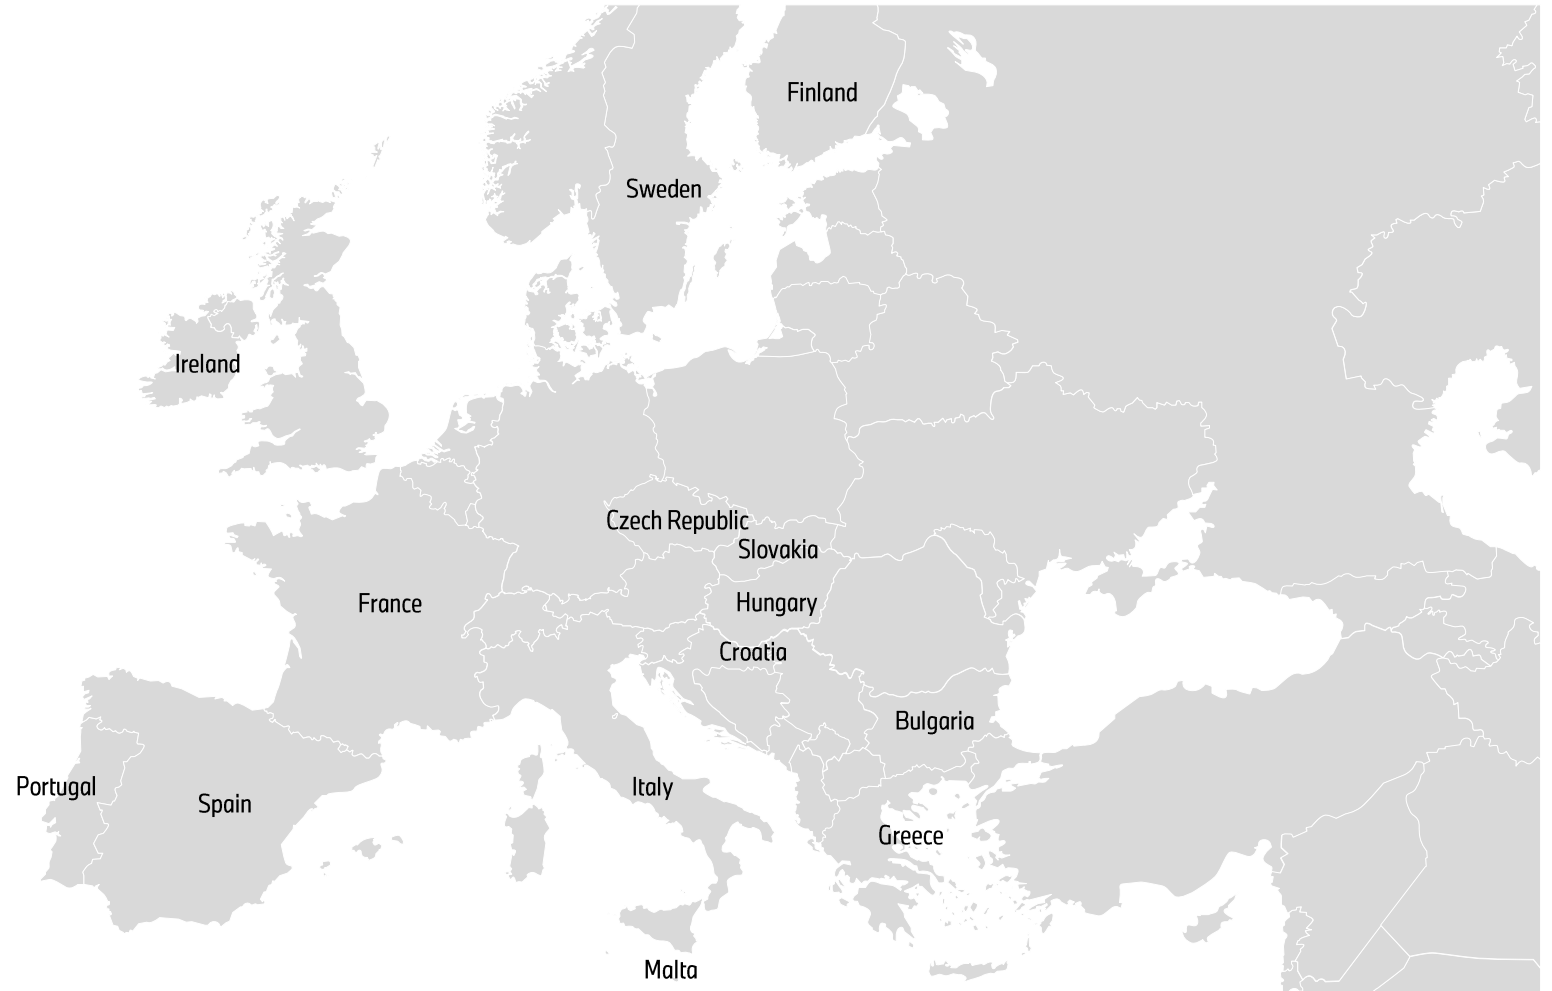 Finland
Sweden
Ireland
Czech Republic
Slovakia
France
Hungary
Croatia
Bulgaria
Portugal
Italy
Spain
Greece
Malta